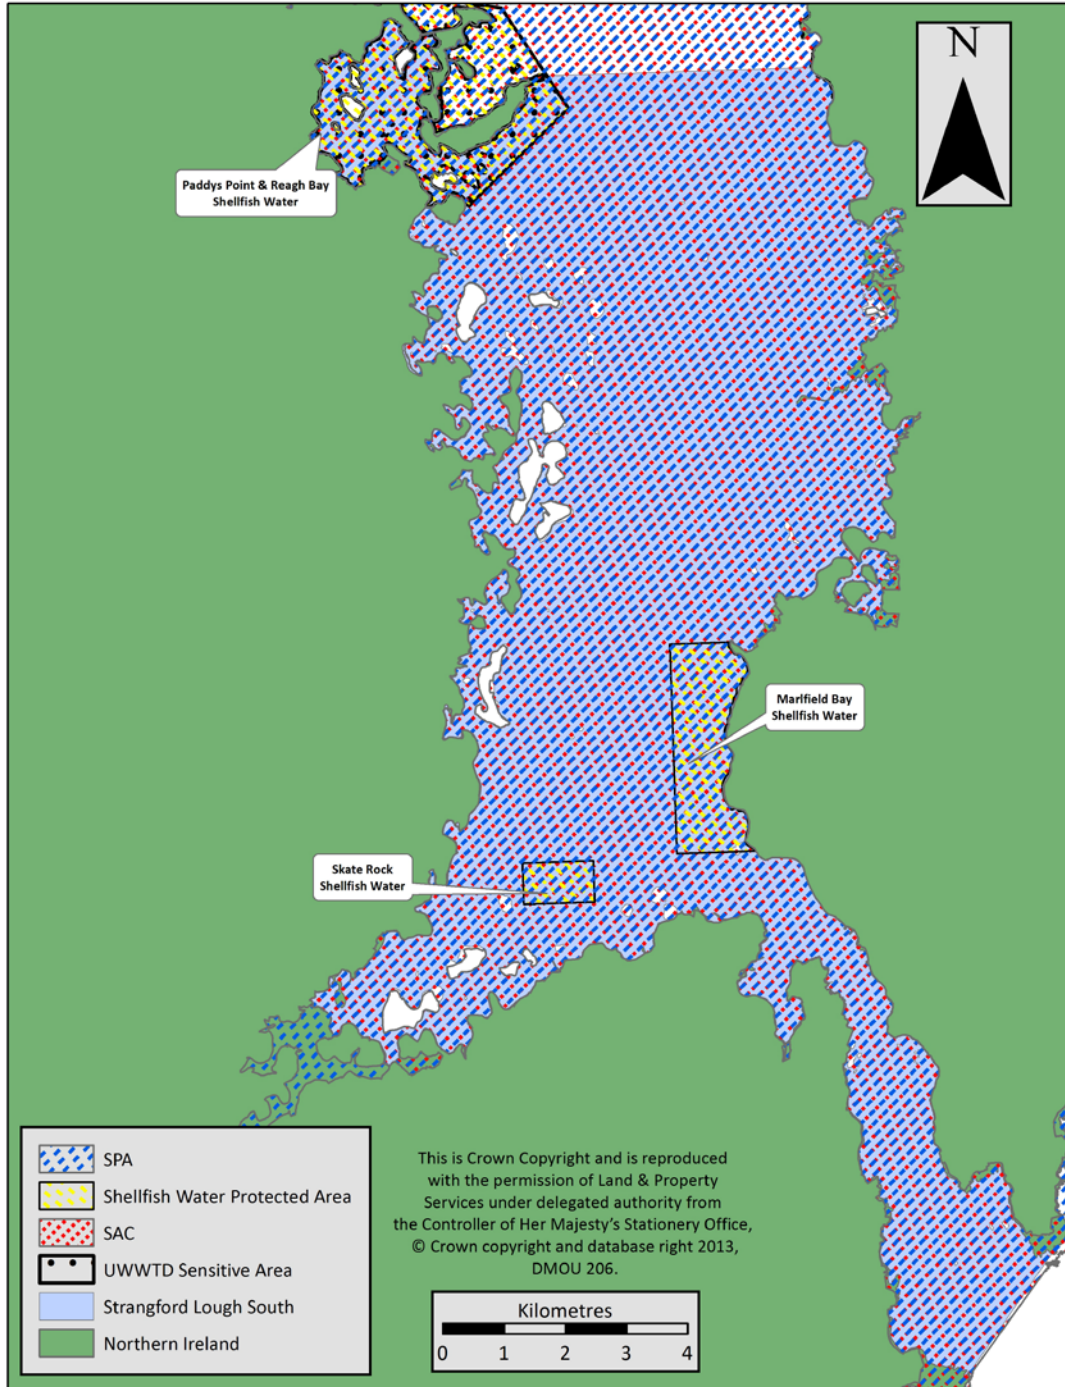 N
Paddys Point & Reagh Bay
Shellfish Water
Marlfield Bay
Shellfish Water
Skate Rock
Shellfish Water
SPA
Shellfish Water Protected Area
SAC
UWWTD Sensitive Area
Strangford Lough South
Northern Ireland
This is Crown Copyright and is reproduced
with the permission of Land & Property
Services under delegated authority from
the Controller of Her Majesty's Stationery Office,
© Crown copyright and database right 2013,
DMOU 206.
Kilometres
0 1 2 3 4